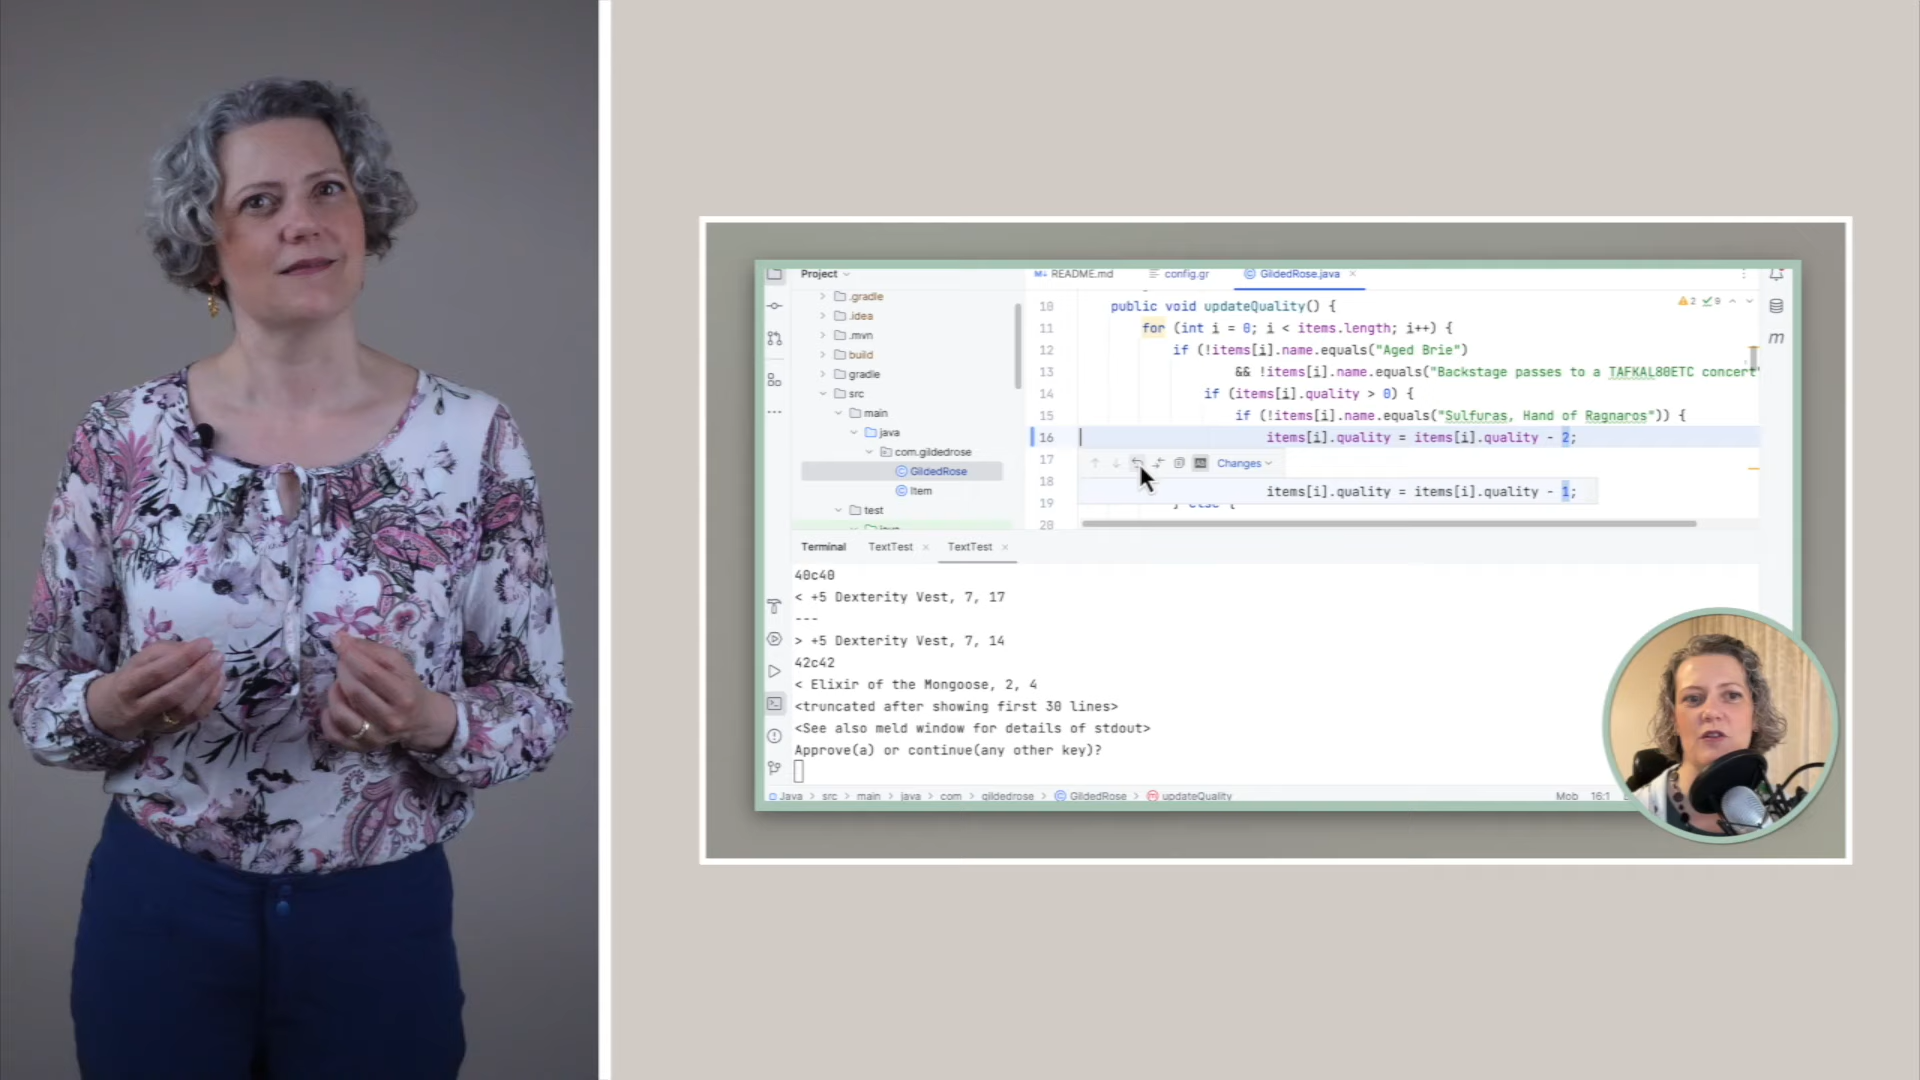 Project
README.md
config.gr
GildedRose.java
.gradle
.idea
.mvn
build
gradle
src
main
java
com.gildedrose
GildedRose
Item
test
2 9
10 public void updateQuality() {
11 for (int i = 0; i < items.length; i++) {
12 if (!items[i].name.equals("Aged Brie")
13 && !items[i].name.equals("Backstage passes to a TAFKAL80ETC concert"
14 if (items[i].quality > 0) {
15 if (!items[i].name.equals("Sulfuras, Hand of Ragnaros")) {
16 items[i].quality = items[i].quality - 2;
17
Changes
18 items[i].quality = items[i].quality - 1;
19 } else {
20
m
Terminal
TextTest
TextTest
40c40
< +5 Dexterity Vest, 7, 17
---
> +5 Dexterity Vest, 7, 14
42c42
< Elixir of the Mongoose, 2, 4
<truncated after showing first 30 lines>
<See also meld window for details of stdout>
Approve(a) or continue(any other key)?
Java > src > main > java > com > gildedrose > GildedRose > updateQuality
Mob 16:1